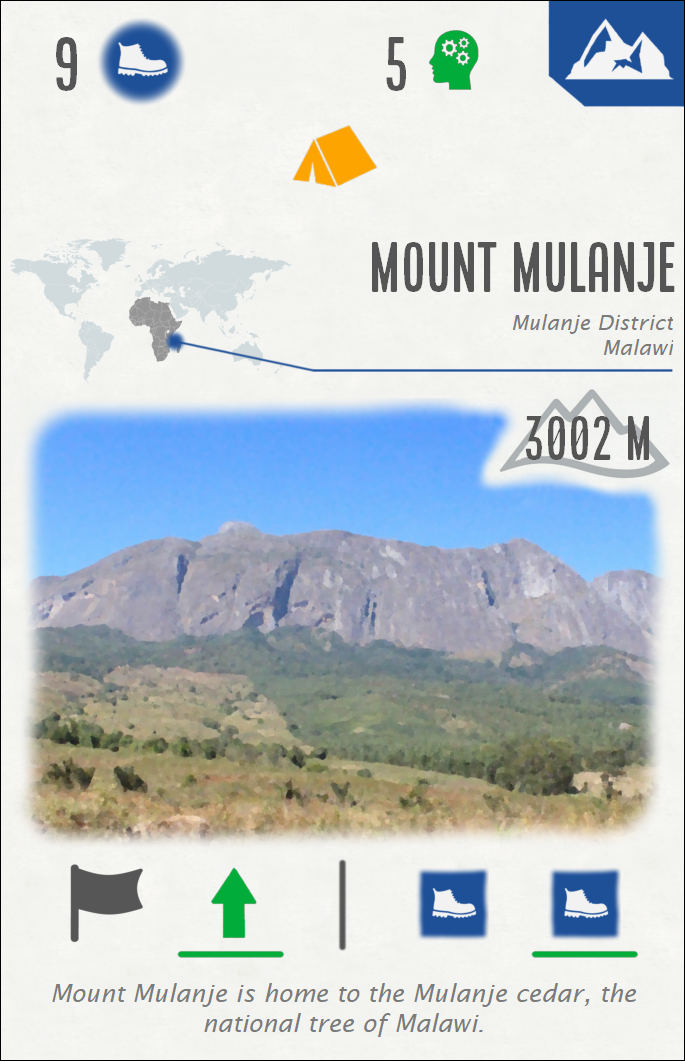 9
5
MOUNT MULANJE
Mulanje District
Malawi
3002 M
Mount Mulanje is home to the Mulanje cedar, the
national tree of Malawi.